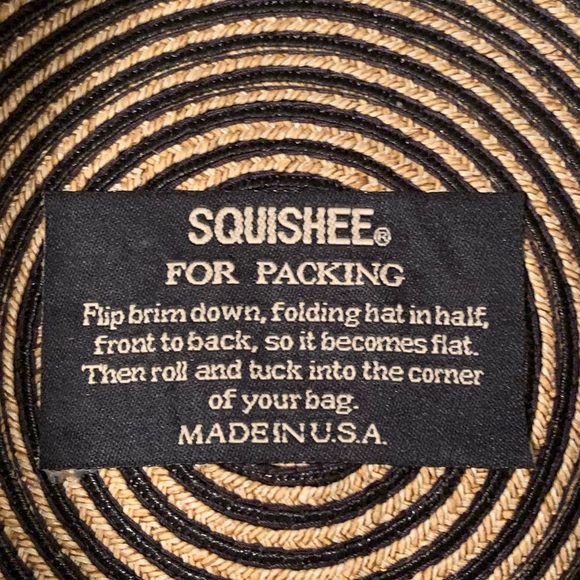 SQUISHEE®
FOR PACKING
Flip brim down, folding hat in half,
front to back, so it becomes flat.
Then roll and tuck into the corner
of your bag.
MADE IN U.S.A.